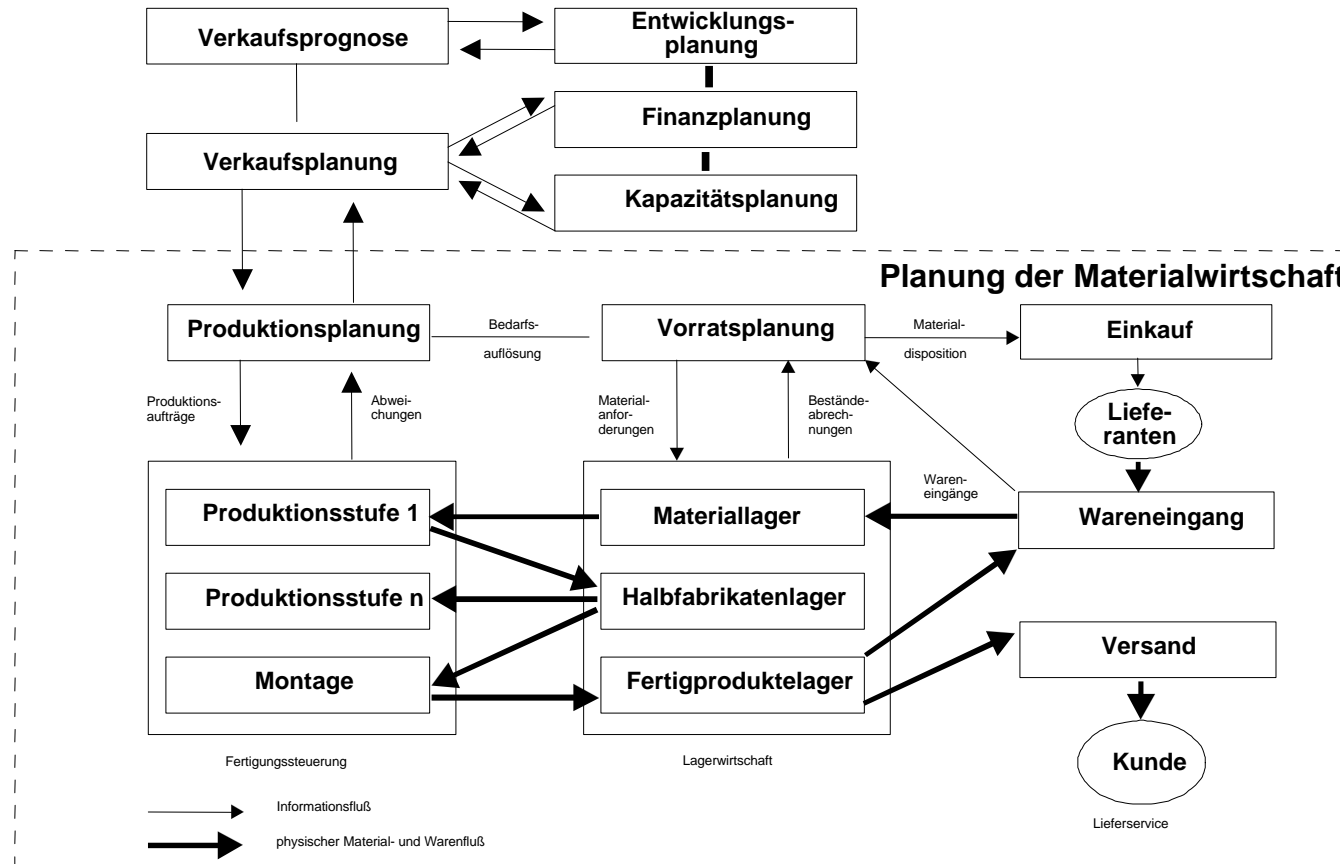 Verkaufsprognose
Entwicklungs-
planung
Finanzplanung
Verkaufsplanung
Kapazitätsplanung
Planung der Materialwirtschaft
Produktionsplanung
Bedarfs-
auflösung
Vorratsplanung
Material-
disposition
Einkauf
Produktions-
aufträge
Abwei-
chungen
Material-
anfor-
derungen
Bestände-
abrech-
nungen
Liefe-
ranten
Waren-
eingänge
Produktionsstufe 1
Materiallager
Wareneingang
Produktionsstufe n
Halbfabrikatenlager
Versand
Montage
Fertigproduktelager
Kunde
Fertigungssteuerung
Lagerwirtschaft
Lieferservice
Informationsfluß
physischer Material- und Warenfluß